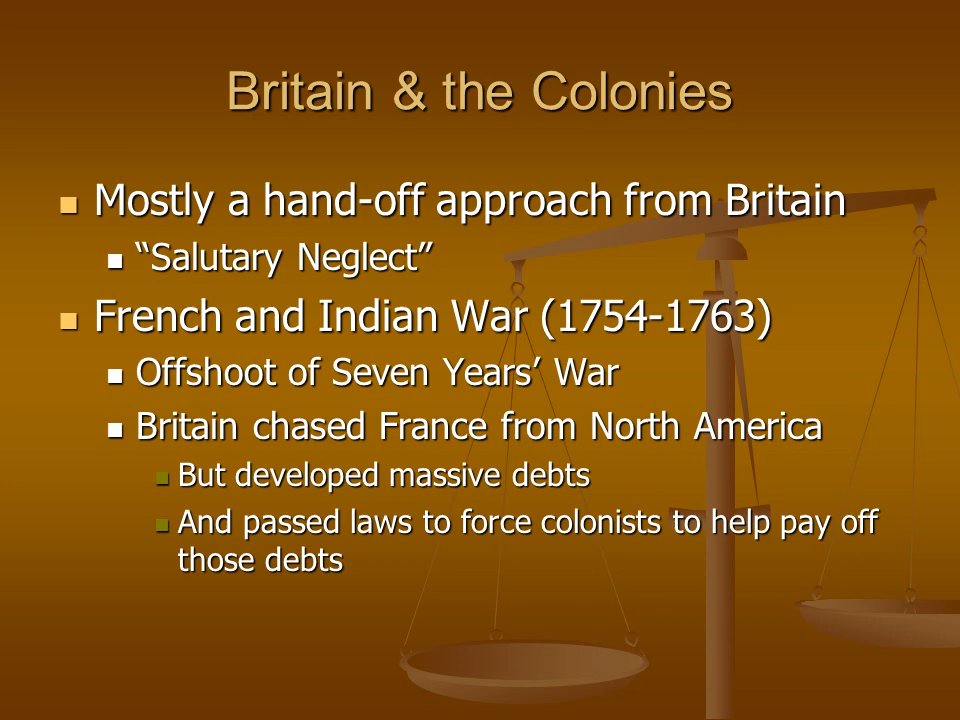 Britain & the Colonies
Mostly a hand-off approach from Britain
“Salutary Neglect”
French and Indian War (1754-1763)
Offshoot of Seven Years’ War
Britain chased France from North America
But developed massive debts
And passed laws to force colonists to help pay off
those debts